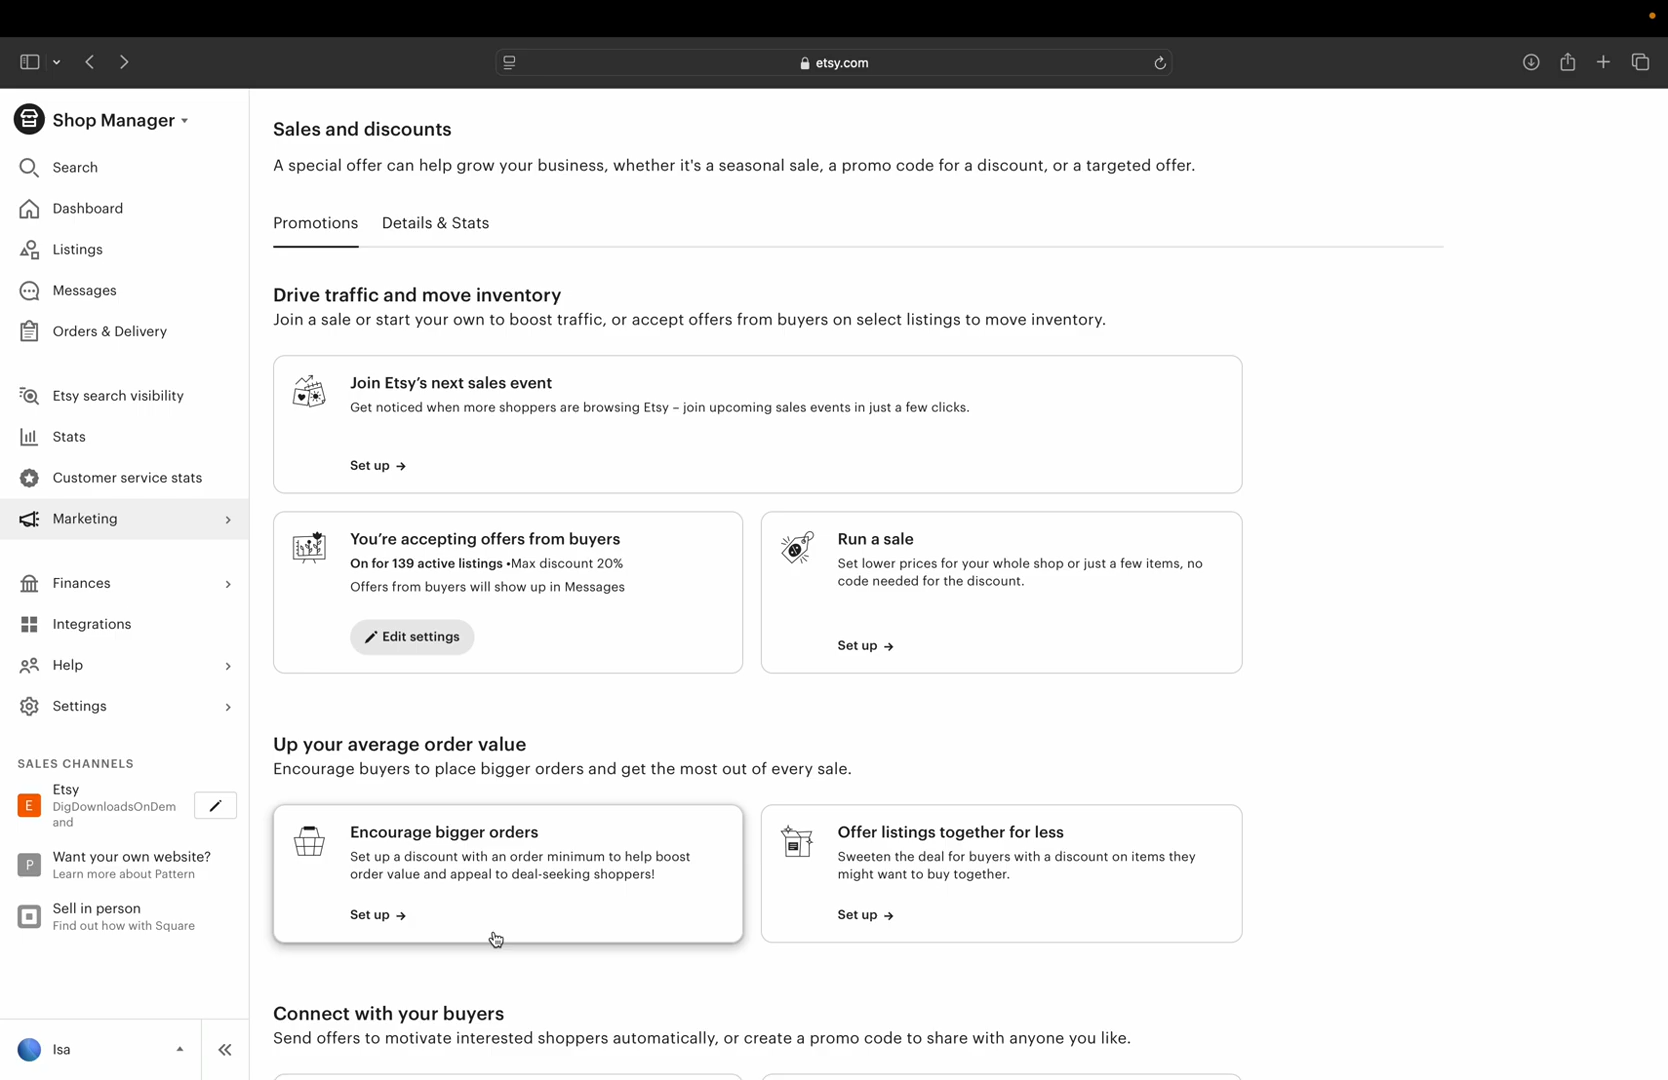 etsy.com
Shop Manager
Search
Dashboard
Listings
Messages
Orders & Delivery
Etsy search visibility
Stats
Customer service stats
Marketing
Finances
Integrations
Help
Settings
SALES CHANNELS
E
Etsy
DigDownloadsOnDem
and
P
Want your own website?
Learn more about Pattern
Sell in person
Find out how with Square
Isa
Sales and discounts
A special offer can help grow your business, whether it's a seasonal sale, a promo code for a discount, or a targeted offer.
Promotions Details & Stats
Drive traffic and move inventory
Join a sale or start your own to boost traffic, or accept offers from buyers on select listings to move inventory.
Join Etsy’s next sales event
Get noticed when more shoppers are browsing Etsy – join upcoming sales events in just a few clicks.
Set up →
You’re accepting offers from buyers
On for 139 active listings •Max discount 20%
Offers from buyers will show up in Messages
Edit settings
Run a sale
Set lower prices for your whole shop or just a few items, no
code needed for the discount.
Set up →
Up your average order value
Encourage buyers to place bigger orders and get the most out of every sale.
Encourage bigger orders
Set up a discount with an order minimum to help boost
order value and appeal to deal-seeking shoppers!
Set up →
Offer listings together for less
Sweeten the deal for buyers with a discount on items they
might want to buy together.
Set up →
Connect with your buyers
Send offers to motivate interested shoppers automatically, or create a promo code to share with anyone you like.